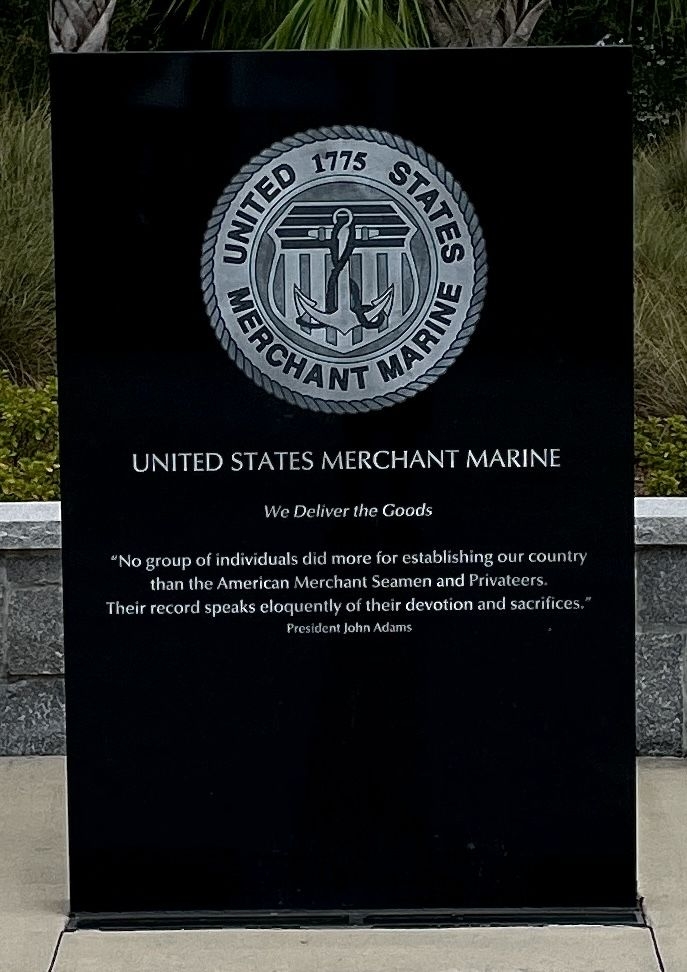 UNITED 1775 STATES
MERCHANT MARINE
UNITED STATES MERCHANT MARINE
We Deliver the Goods
“No group of individuals did more for establishing our country
than the American Merchant Seamen and Privateers.
Their record speaks eloquently of their devotion and sacrifices.”
President John Adams